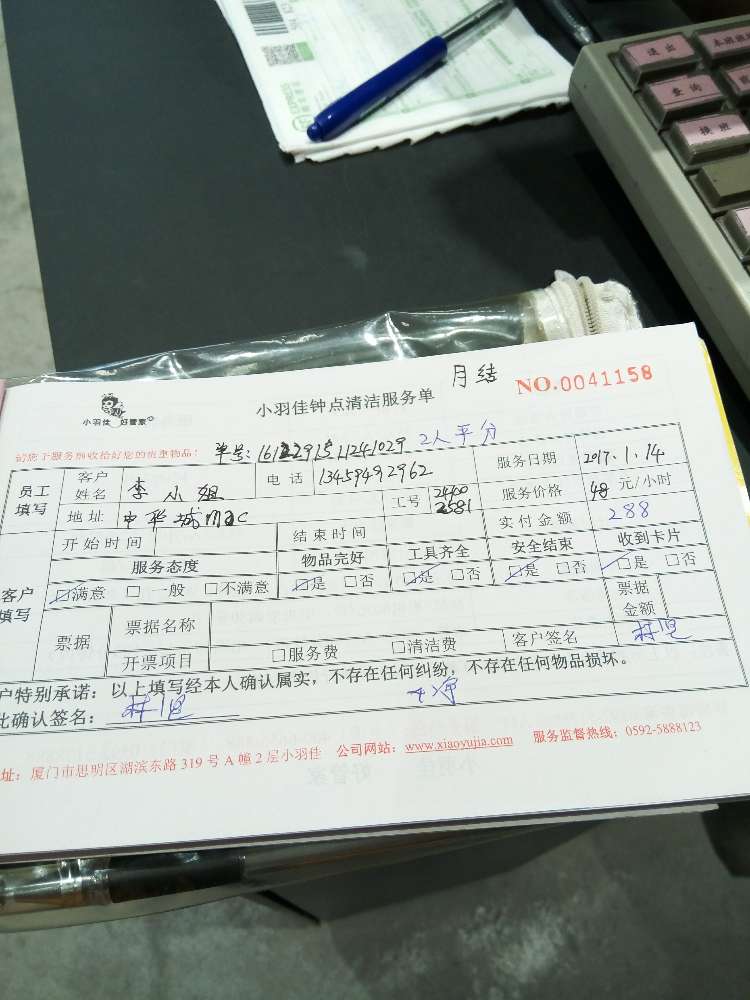 送出
查询
换班
月结
NO.0041158
小羽佳 好管家
小羽佳钟点清洁服务单
单号: 1612291511241029 2人平分
员工填写 客户姓名 李小姐 电话 13459492962 服务日期 2017.1.14
地址 中华城 工号 2581 服务价格 48 元/小时
开始时间 结束时间 实付金额 288
客户填写 服务态度 物品完好 工具齐全 安全结束 收到卡片
☑满意 □一般 □不满意 ☑是 □否 ☑是 □否 ☑是 □否 ☑是 □否
票据 票据名称 票据金额
开票项目 □服务费 □清洁费 客户签名
户特别承诺：以上填写经本人确认属实，不存在任何纠纷，不存在任何物品损坏。
此确认签名：
址：厦门市思明区湖滨东路 319 号 A 幢 2 层小羽佳 公司网站：www.xiaoyujia.com 服务监督热线：0592-5888123